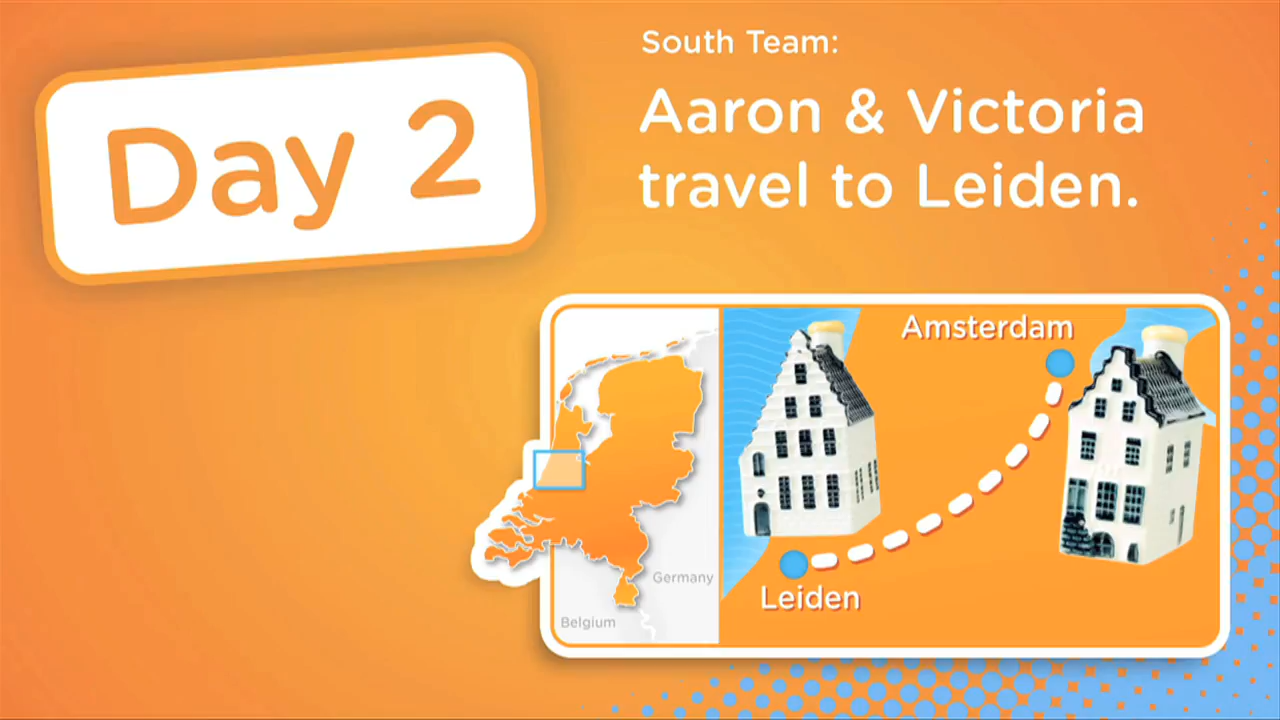 Day 2
South Team:
Aaron & Victoria
travel to Leiden.
Amsterdam
Leiden
Germany
Belgium